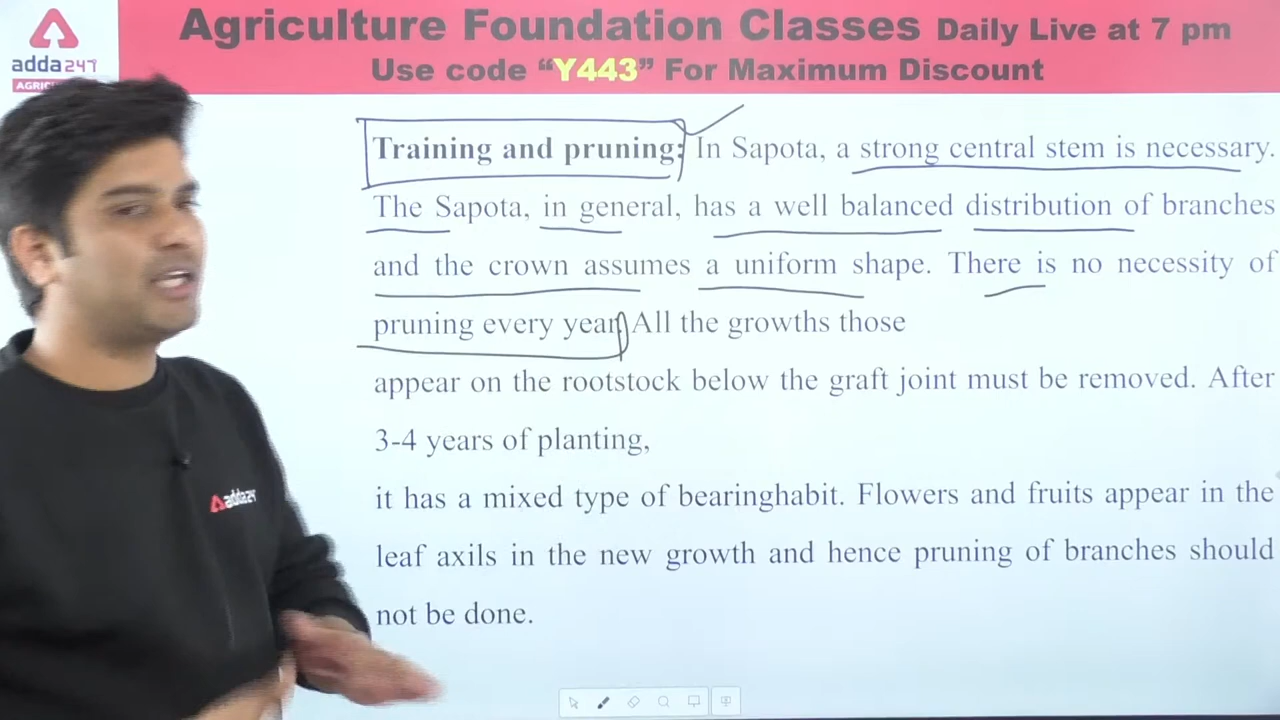 Agriculture Foundation Classes Daily Live at 7 pm
Use code “Y443” For Maximum Discount
adda247
AGRIC
Training and pruning: In Sapota, a strong central stem is necessary.
The Sapota, in general, has a well balanced distribution of branches
and the crown assumes a uniform shape. There is no necessity of
pruning every year. All the growths those
appear on the rootstock below the graft joint must be removed. After
3-4 years of planting,
it has a mixed type of bearinghabit. Flowers and fruits appear in the
leaf axils in the new growth and hence pruning of branches should
not be done.
adda247